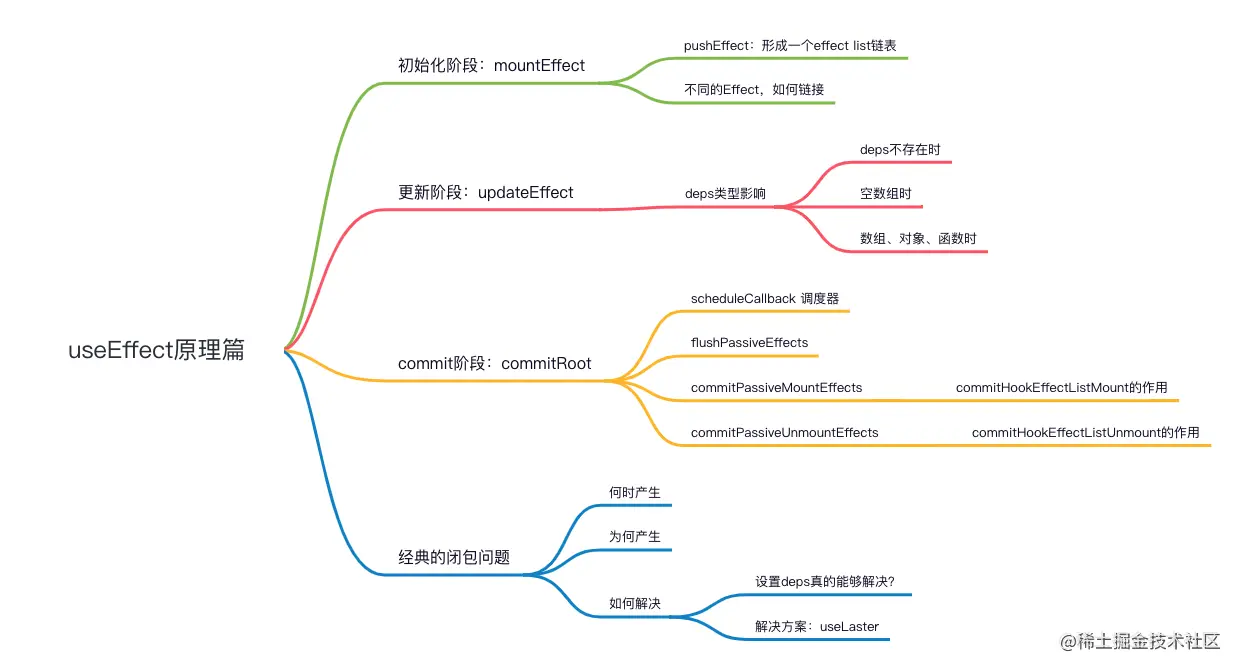 useEffect原理篇
初始化阶段：mountEffect
pushEffect：形成一个effect list链表
不同的Effect，如何链接
更新阶段：updateEffect
deps类型影响
deps不存在时
空数组时
数组、对象、函数时
commit阶段：commitRoot
scheduleCallback 调度器
flushPassiveEffects
commitPassiveMountEffects
commitHookEffectListMount的作用
commitPassiveUnmountEffects
commitHookEffectListUnmount的作用
经典的闭包问题
何时产生
为何产生
如何解决
设置deps真的能够解决？
解决方案：useLaster
@稀土掘金技术社区